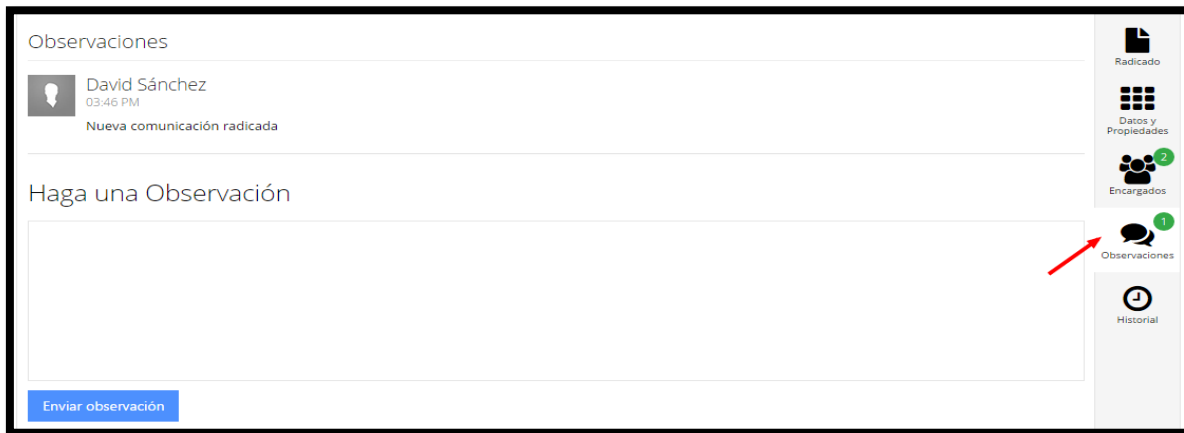 Observaciones
David Sánchez
03:46 PM
Nueva comunicación radicada
Haga una Observación
Enviar observación
Radicado
Datos y
Propiedades
2
Encargados
1
Observaciones
Historial